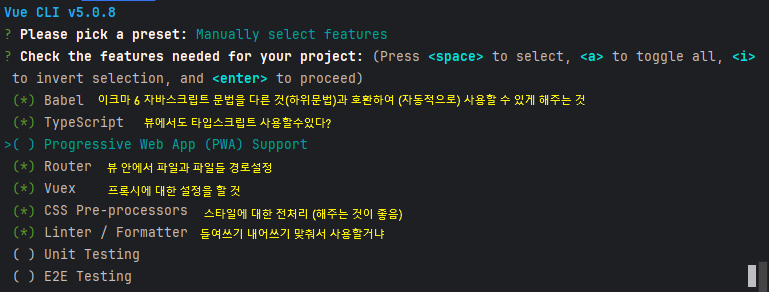 Vue CLI v5.0.8
? Please pick a preset: Manually select features
? Check the features needed for your project: (Press <space> to select, <a> to toggle all, <i>
to invert selection, and <enter> to proceed)
(*) Babel 이크마 6 자바스크립트 문법을 다른 것(하위문법)과 호환하여 (자동적으로) 사용할 수 있게 해주는 것
(*) TypeScript 뷰에서도 타입스크립트 사용할수있다?
>( ) Progressive Web App (PWA) Support
(*) Router 뷰 안에서 파일과 파일들 경로설정
(*) Vuex 프록시에 대한 설정을 할 것
(*) CSS Pre-processors 스타일에 대한 전처리 (해주는 것이 좋음)
(*) Linter / Formatter 들여쓰기 내어쓰기 맞춰서 사용할거냐
( ) Unit Testing
( ) E2E Testing